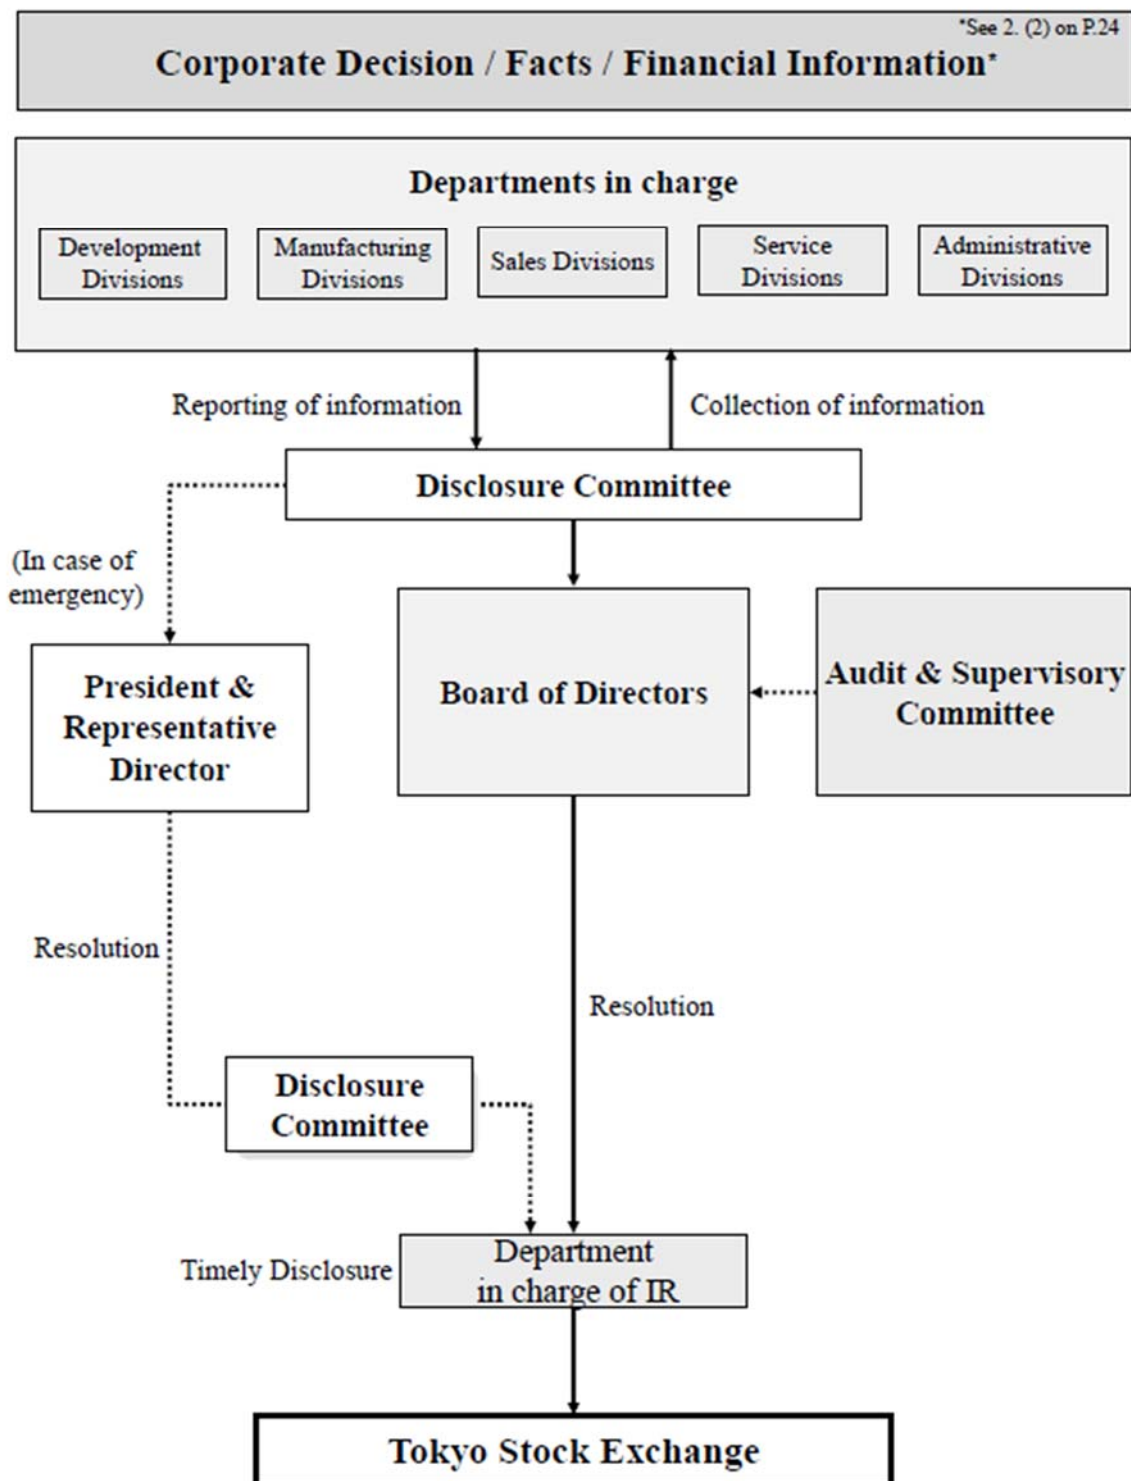 *See 2. (2) on P.24
Corporate Decision / Facts / Financial Information*
Departments in charge
Development
Divisions
Manufacturing
Divisions
Sales Divisions
Service
Divisions
Administrative
Divisions
Reporting of information
Collection of information
Disclosure Committee
(In case of
emergency)
President &
Representative
Director
Board of Directors
Audit & Supervisory
Committee
Resolution
Resolution
Disclosure
Committee
Timely Disclosure
Department
in charge of IR
Tokyo Stock Exchange